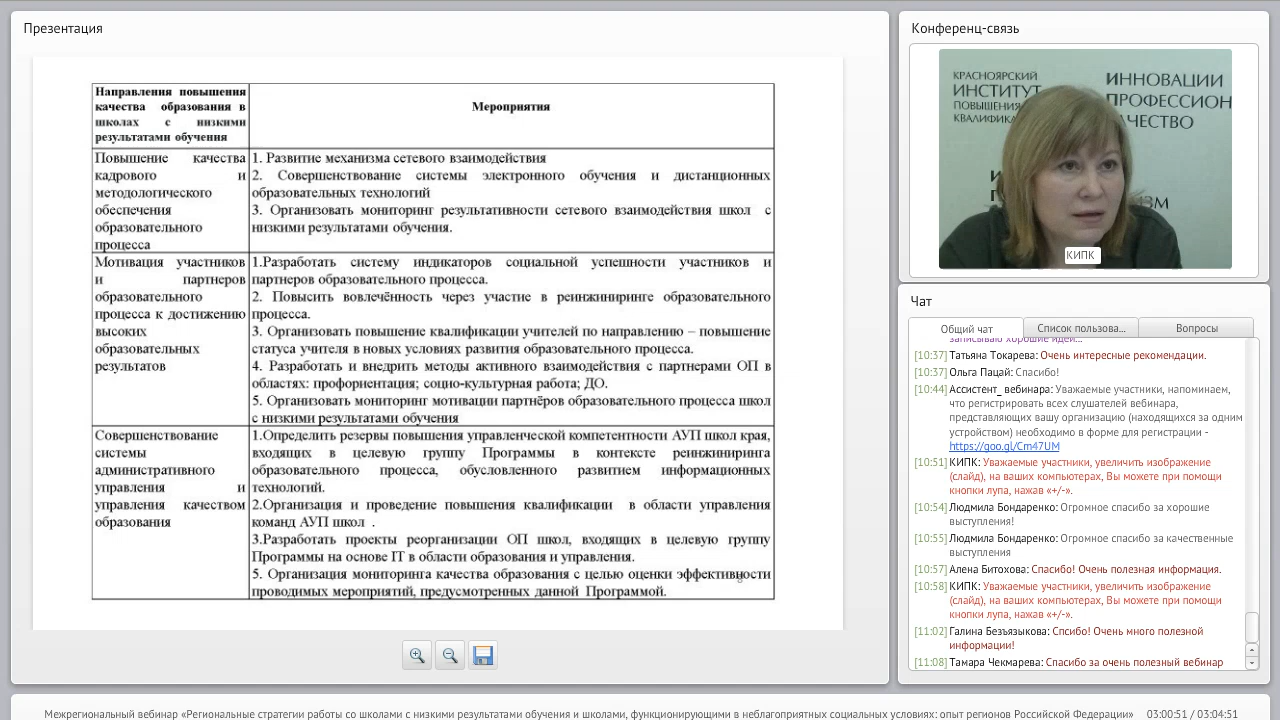 Презентация
Направления повышения
качества образования в
школах с низкими
результатами обучения
Мероприятия
Повышение качества
кадрового и
методологического
обеспечения
образовательного
процесса
1. Развитие механизма сетевого взаимодействия
2. Совершенствование системы электронного обучения и дистанционных
образовательных технологий
3. Организовать мониторинг результативности сетевого взаимодействия школ с
низкими результатами обучения.
Мотивация участников
и партнеров
образовательного
процесса к достижению
высоких
образовательных
результатов
1.Разработать систему индикаторов социальной успешности участников и
партнеров образовательного процесса.
2. Повысить вовлечённость через участие в реинжиниринге образовательного
процесса.
3. Организовать повышение квалификации учителей по направлению – повышение
статуса учителя в новых условиях развития образовательного процесса.
4. Разработать и внедрить методы активного взаимодействия с партнерами ОП в
областях: профориентация; социо-культурная работа; ДО.
5. Организовать мониторинг мотивации партнёров образовательного процесса школ
с низкими результатами обучения
Совершенствование
системы
административного
управления и
управления качеством
образования
1.Определить резервы повышения управленческой компетентности АУП школ края,
входящих в целевую группу Программы в контексте реинжиниринга
образовательного процесса, обусловленного развитием информационных
технологий.
2.Организация и проведение повышения квалификации в области управления
команд АУП школ .
3.Разработать проекты реорганизации ОП школ, входящих в целевую группу
Программы на основе IT в области образования и управления.
5. Организация мониторинга качества образования с целью оценки эффективности
проводимых мероприятий, предусмотренных данной Программой.
Конференц-связь
КРАСНОЯРСКИЙ
ИНСТИТУТ
ПОВЫШЕНИЯ
КВАЛИФИКА
ИННОВАЦИИ
ПРОФЕССИОН
АЧЕСТВО
ЗМ
КИПК
Чат
Общий чат
Список пользова...
Вопросы
записываю хорошие идеи...
[10:37] Татьяна Токарева: Очень интересные рекомендации.
[10:37] Ольга Пацай: Спасибо!
[10:44] Ассистент_ вебинара: Уважаемые участники, напоминаем,
что регистрировать всех слушателей вебинара,
представляющих вашу организацию (находящихся за одним
устройством) необходимо в форме для регистрации -
https://goo.gl/Cm47UM
[10:51] КИПК: Уважаемые участники, увеличить изображение
(слайд), на ваших компьютерах, Вы можете при помощи
кнопки лупа, нажав «+/-».
[10:54] Людмила Бондаренко: Огромное спасибо за хорошие
выступления!
[10:55] Людмила Бондаренко: Огромное спасибо за качественные
выступления
[10:57] Алена Битохова: Спасибо! Очень полезная информация.
[10:58] КИПК: Уважаемые участники, увеличить изображение
(слайд), на ваших компьютерах, Вы можете при помощи
кнопки лупа, нажав «+/-».
[11:02] Галина Безъязыкова: Спсибо! Очень много полезной
информации!
[11:08] Тамара Чекмарева: Спасибо за очень полезный вебинар
Межрегиональный вебинар «Региональные стратегии работы со школами с низкими результатами обучения и школами, функционирующими в неблагоприятных социальных условиях: опыт регионов Российской Федерации» 03:00:51 / 03:04:51